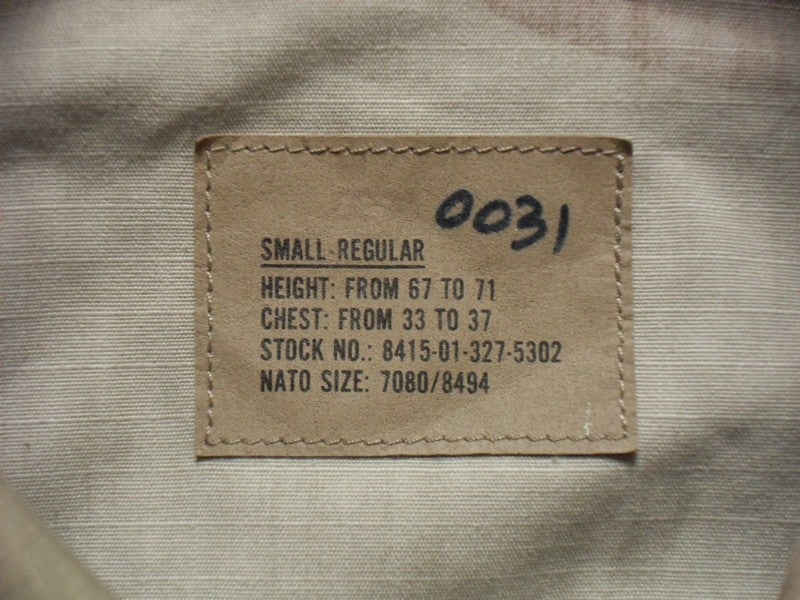 0031
SMALL-REGULAR
HEIGHT: FROM 67 TO 71
CHEST: FROM 33 TO 37
STOCK NO.: 8415-01-327-5302
NATO SIZE: 7080/8494